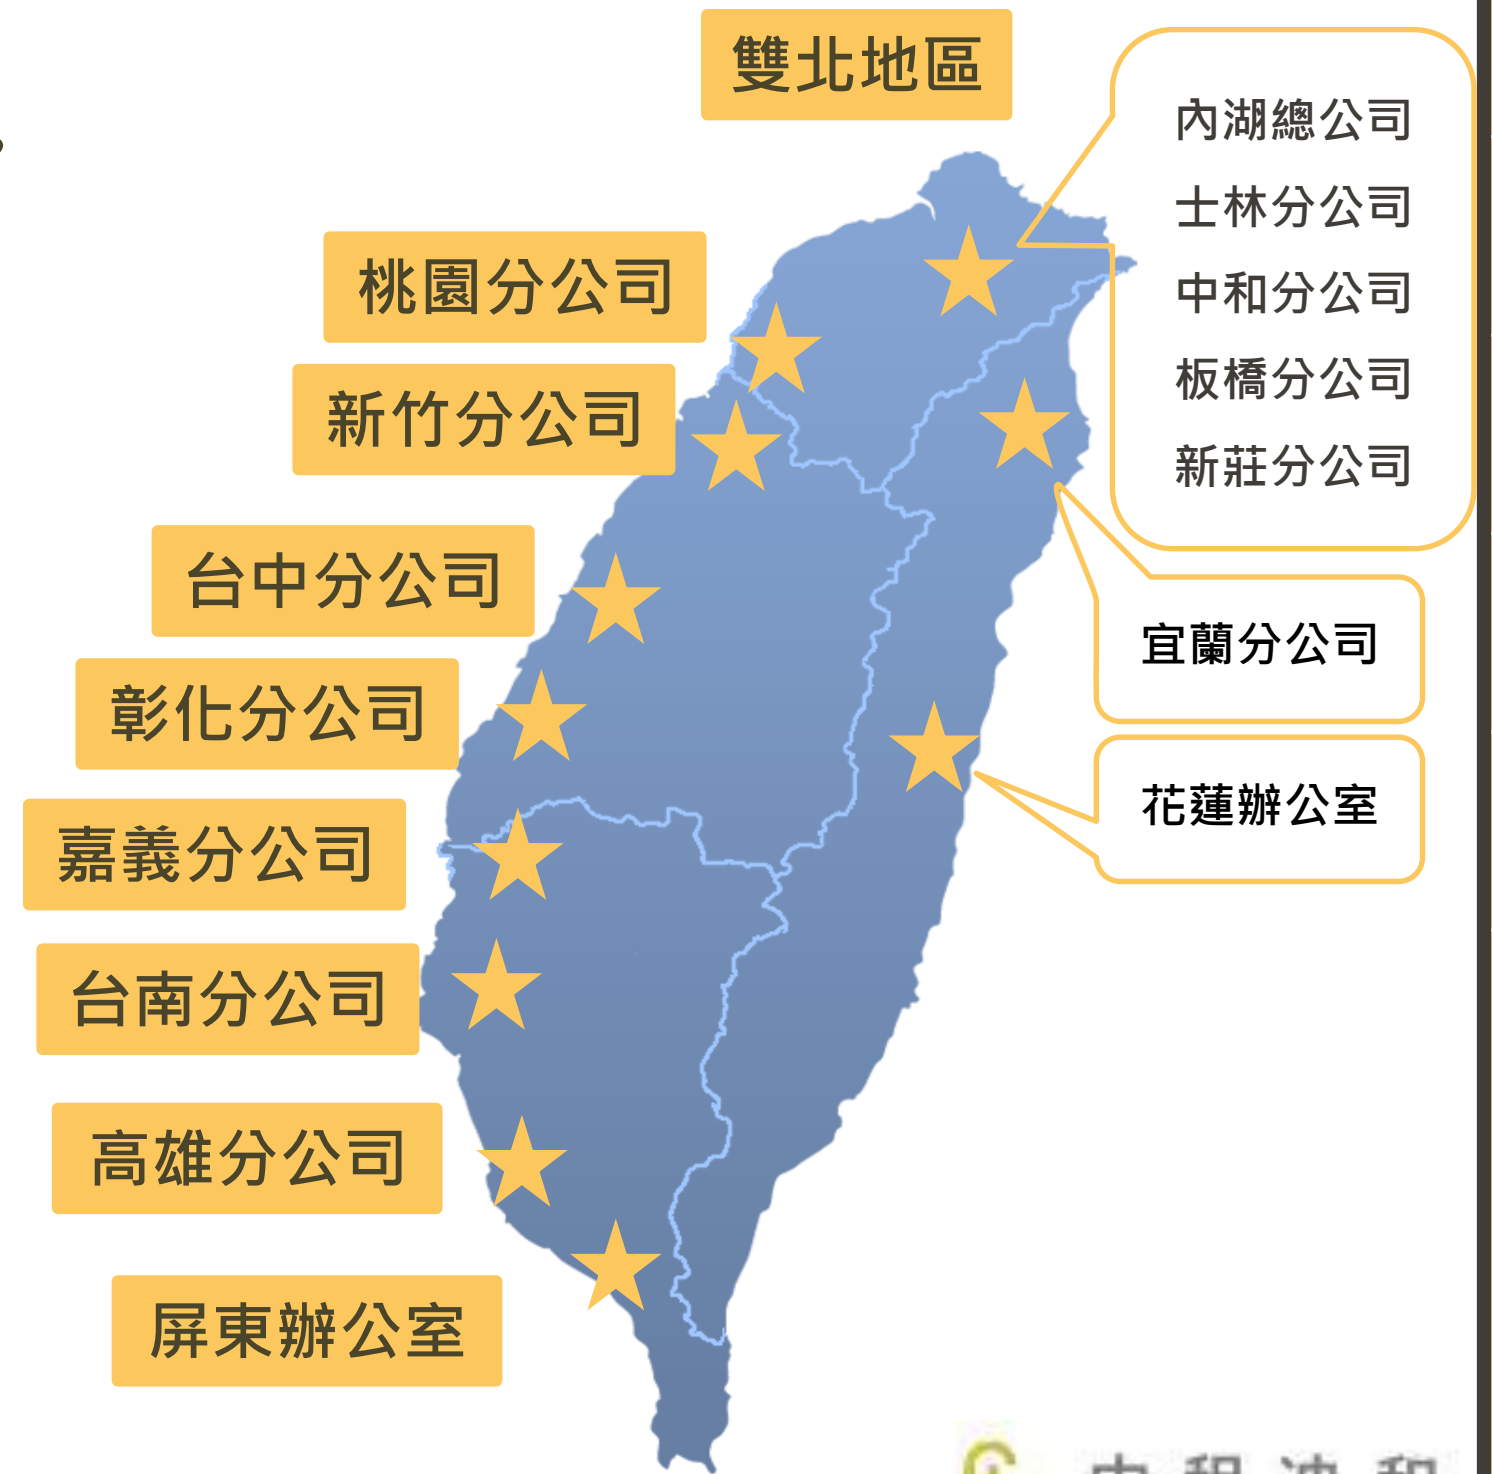 雙北地區
內湖總公司
士林分公司
中和分公司
板橋分公司
新莊分公司
桃園分公司
新竹分公司
台中分公司
宜蘭分公司
彰化分公司
花蓮辦公室
嘉義分公司
台南分公司
高雄分公司
屏東辦公室